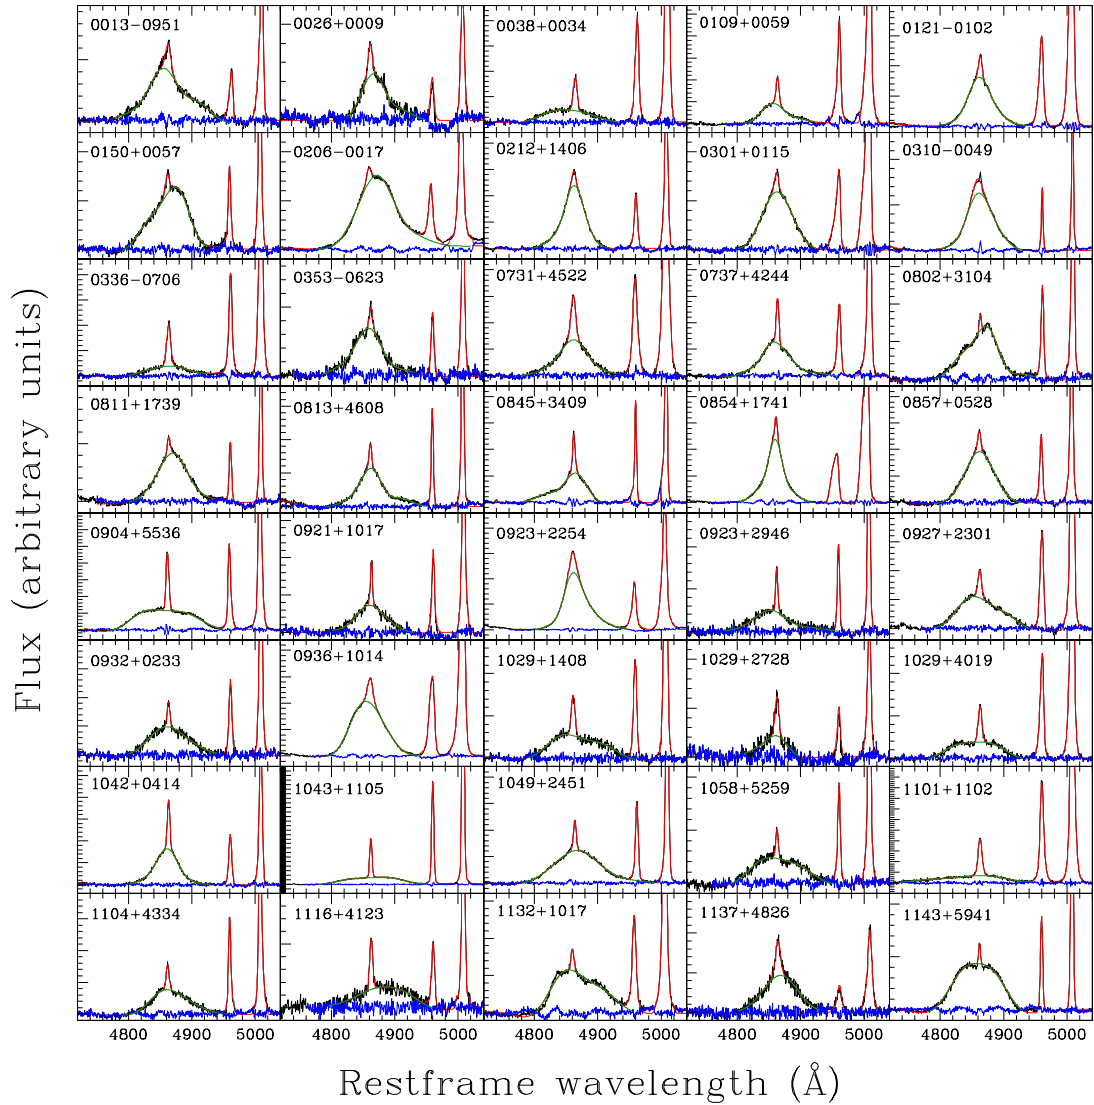 0013−0951 0026+0009 0038+0034 0109+0059 0121−0102
0150+0057 0206−0017 0212+1406 0301+0115 0310−0049
0336−0706 0353−0623 0731+4522 0737+4244 0802+3104
0811+1739 0813+4608 0845+3409 0854+1741 0857+0528
0904+5536 0921+1017 0923+2254 0923+2946 0927+2301
0932+0233 0936+1014 1029+1408 1029+2728 1029+4019
1042+0414 1043+1105 1049+2451 1058+5259 1101+1102
1104+4334 1116+4123 1132+1017 1137+4826 1143+5941
4800 4900 5000 4800 4900 5000 4800 4900 5000 4800 4900 5000 4800 4900 5000
Restframe wavelength (Å)
Flux (arbitrary units)